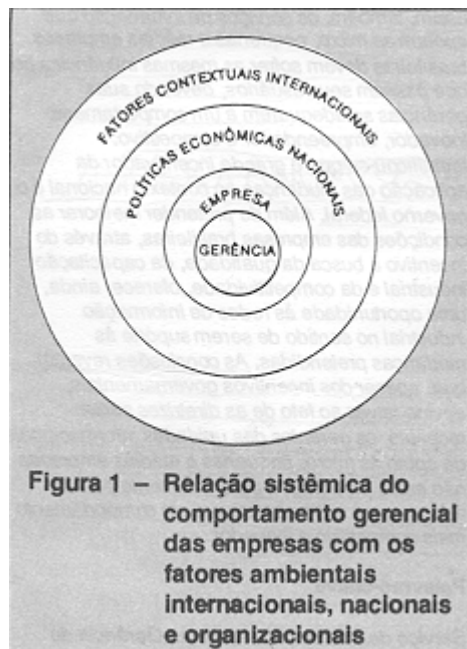 FATORES CONTEXTUAIS INTERNACIONAIS
POLÍTICAS ECONÔMICAS NACIONAIS
EMPRESA
GERÊNCIA
Figura 1 – Relação sistêmica do
comportamento gerencial
das empresas com os
fatores ambientais
internacionais, nacionais
e organizacionais